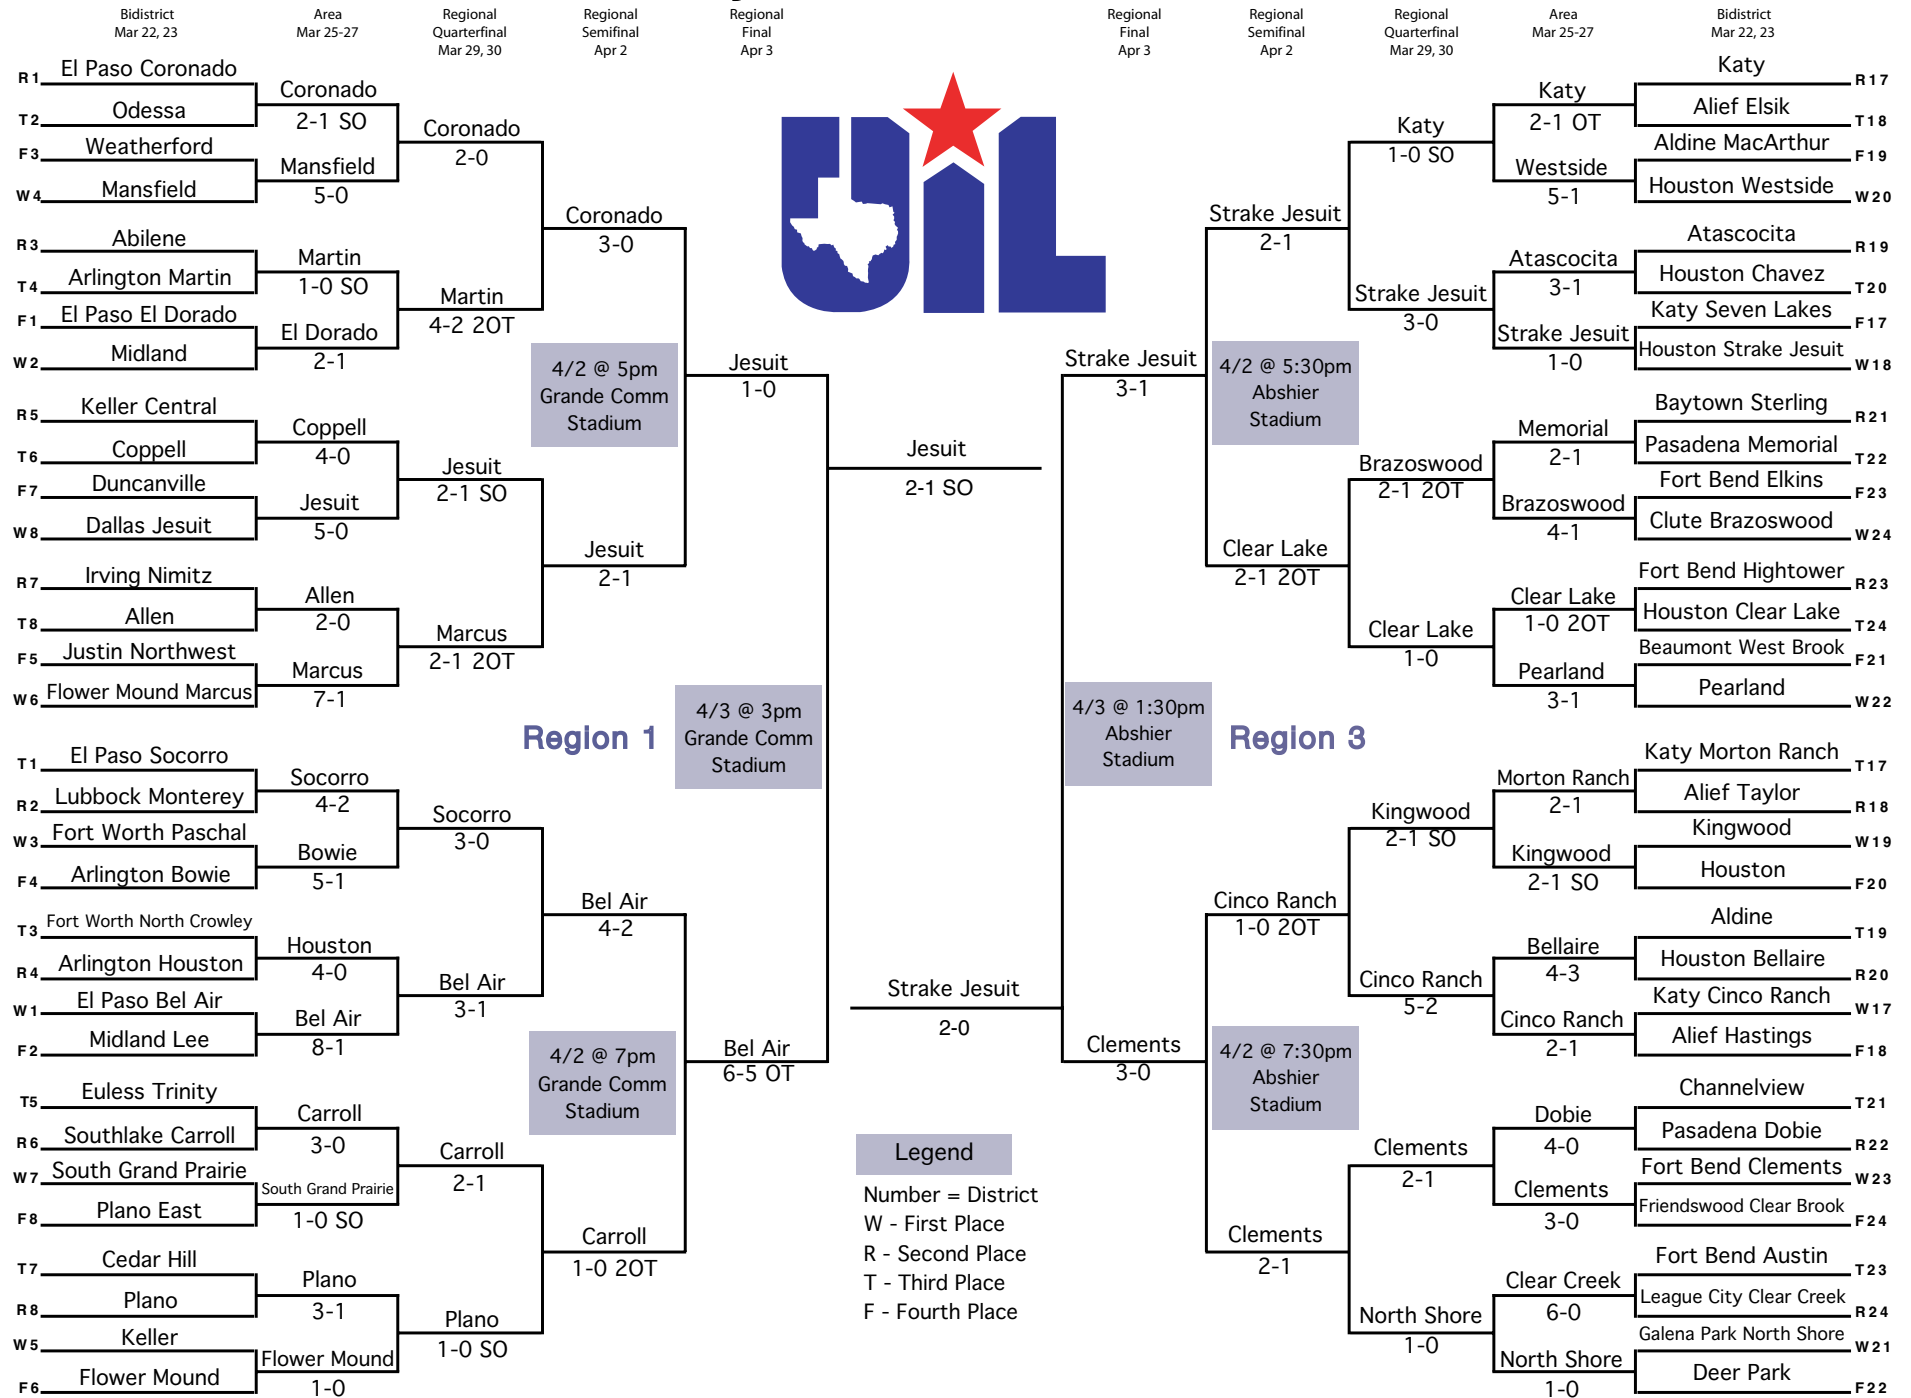 Bidistrict
Mar 22, 23
Area
Mar 25-27
Regional
Quarterfinal
Mar 29, 30
Regional
Semifinal
Apr 2
Regional
Final
Apr 3
Regional
Final
Apr 3
Regional
Semifinal
Apr 2
Regional
Quarterfinal
Mar 29, 30
Area
Mar 25-27
Bidistrict
Mar 22, 23
R1 El Paso Coronado
T2 Odessa
F3 Weatherford
W4 Mansfield
R3 Abilene
T4 Arlington Martin
F1 El Paso El Dorado
W2 Midland
R5 Keller Central
T6 Coppell
F7 Duncanville
W8 Dallas Jesuit
R7 Irving Nimitz
T8 Allen
F5 Justin Northwest
W6 Flower Mound Marcus
T1 El Paso Socorro
R2 Lubbock Monterey
W3 Fort Worth Paschal
F4 Arlington Bowie
T3 Fort Worth North Crowley
R4 Arlington Houston
W1 El Paso Bel Air
F2 Midland Lee
T5 Euless Trinity
R6 Southlake Carroll
W7 South Grand Prairie
F8 Plano East
T7 Cedar Hill
R8 Plano
W5 Keller
F6 Flower Mound
Coronado
2-1 SO
Mansfield
5-0
Martin
1-0 SO
El Dorado
2-1
Coppell
4-0
Jesuit
5-0
Allen
2-0
Marcus
7-1
Socorro
4-2
Bowie
5-1
Houston
4-0
Bel Air
8-1
Carroll
3-0
South Grand Prairie
1-0 SO
Plano
3-1
Flower Mound
1-0
Coronado
2-0
Martin
4-2 2OT
Jesuit
2-1 SO
Marcus
2-1 2OT
Socorro
3-0
Bel Air
3-1
Carroll
2-1
Plano
1-0 SO
Coronado
3-0
4/2 @ 5pm
Grande Comm
Stadium
Jesuit
2-1
Region 1
Bel Air
4-2
4/2 @ 7pm
Grande Comm
Stadium
Carroll
1-0 2OT
Jesuit
1-0
4/3 @ 3pm
Grande Comm
Stadium
Bel Air
6-5 OT
UIL
Jesuit
2-1 SO
Strake Jesuit
2-0
Legend
Number = District
W - First Place
R - Second Place
T - Third Place
F - Fourth Place
Strake Jesuit
3-1
4/3 @ 1:30pm
Abshier
Stadium
Clements
3-0
Strake Jesuit
2-1
4/2 @ 5:30pm
Abshier
Stadium
Clear Lake
2-1 2OT
Region 3
Cinco Ranch
1-0 2OT
4/2 @ 7:30pm
Abshier
Stadium
Clements
2-1
Katy
1-0 SO
Strake Jesuit
3-0
Brazoswood
2-1 2OT
Clear Lake
1-0
Kingwood
2-1 SO
Cinco Ranch
5-2
Clements
2-1
North Shore
1-0
Katy
2-1 OT
Westside
5-1
Atascocita
3-1
Strake Jesuit
1-0
Memorial
2-1
Brazoswood
4-1
Clear Lake
1-0 2OT
Pearland
3-1
Morton Ranch
2-1
Kingwood
2-1 SO
Bellaire
4-3
Cinco Ranch
2-1
Dobie
4-0
Clements
3-0
Clear Creek
6-0
North Shore
1-0
Katy R17
Alief Elsik T18
Aldine MacArthur F19
Houston Westside W20
Atascocita R19
Houston Chavez T20
Katy Seven Lakes F17
Houston Strake Jesuit W18
Baytown Sterling R21
Pasadena Memorial T22
Fort Bend Elkins F23
Clute Brazoswood W24
Fort Bend Hightower R23
Houston Clear Lake T24
Beaumont West Brook F21
Pearland W22
Katy Morton Ranch T17
Alief Taylor R18
Kingwood W19
Houston F20
Aldine T19
Houston Bellaire R20
Katy Cinco Ranch W17
Alief Hastings F18
Channelview T21
Pasadena Dobie R22
Fort Bend Clements W23
Friendswood Clear Brook F24
Fort Bend Austin T23
League City Clear Creek R24
Galena Park North Shore W21
Deer Park F22